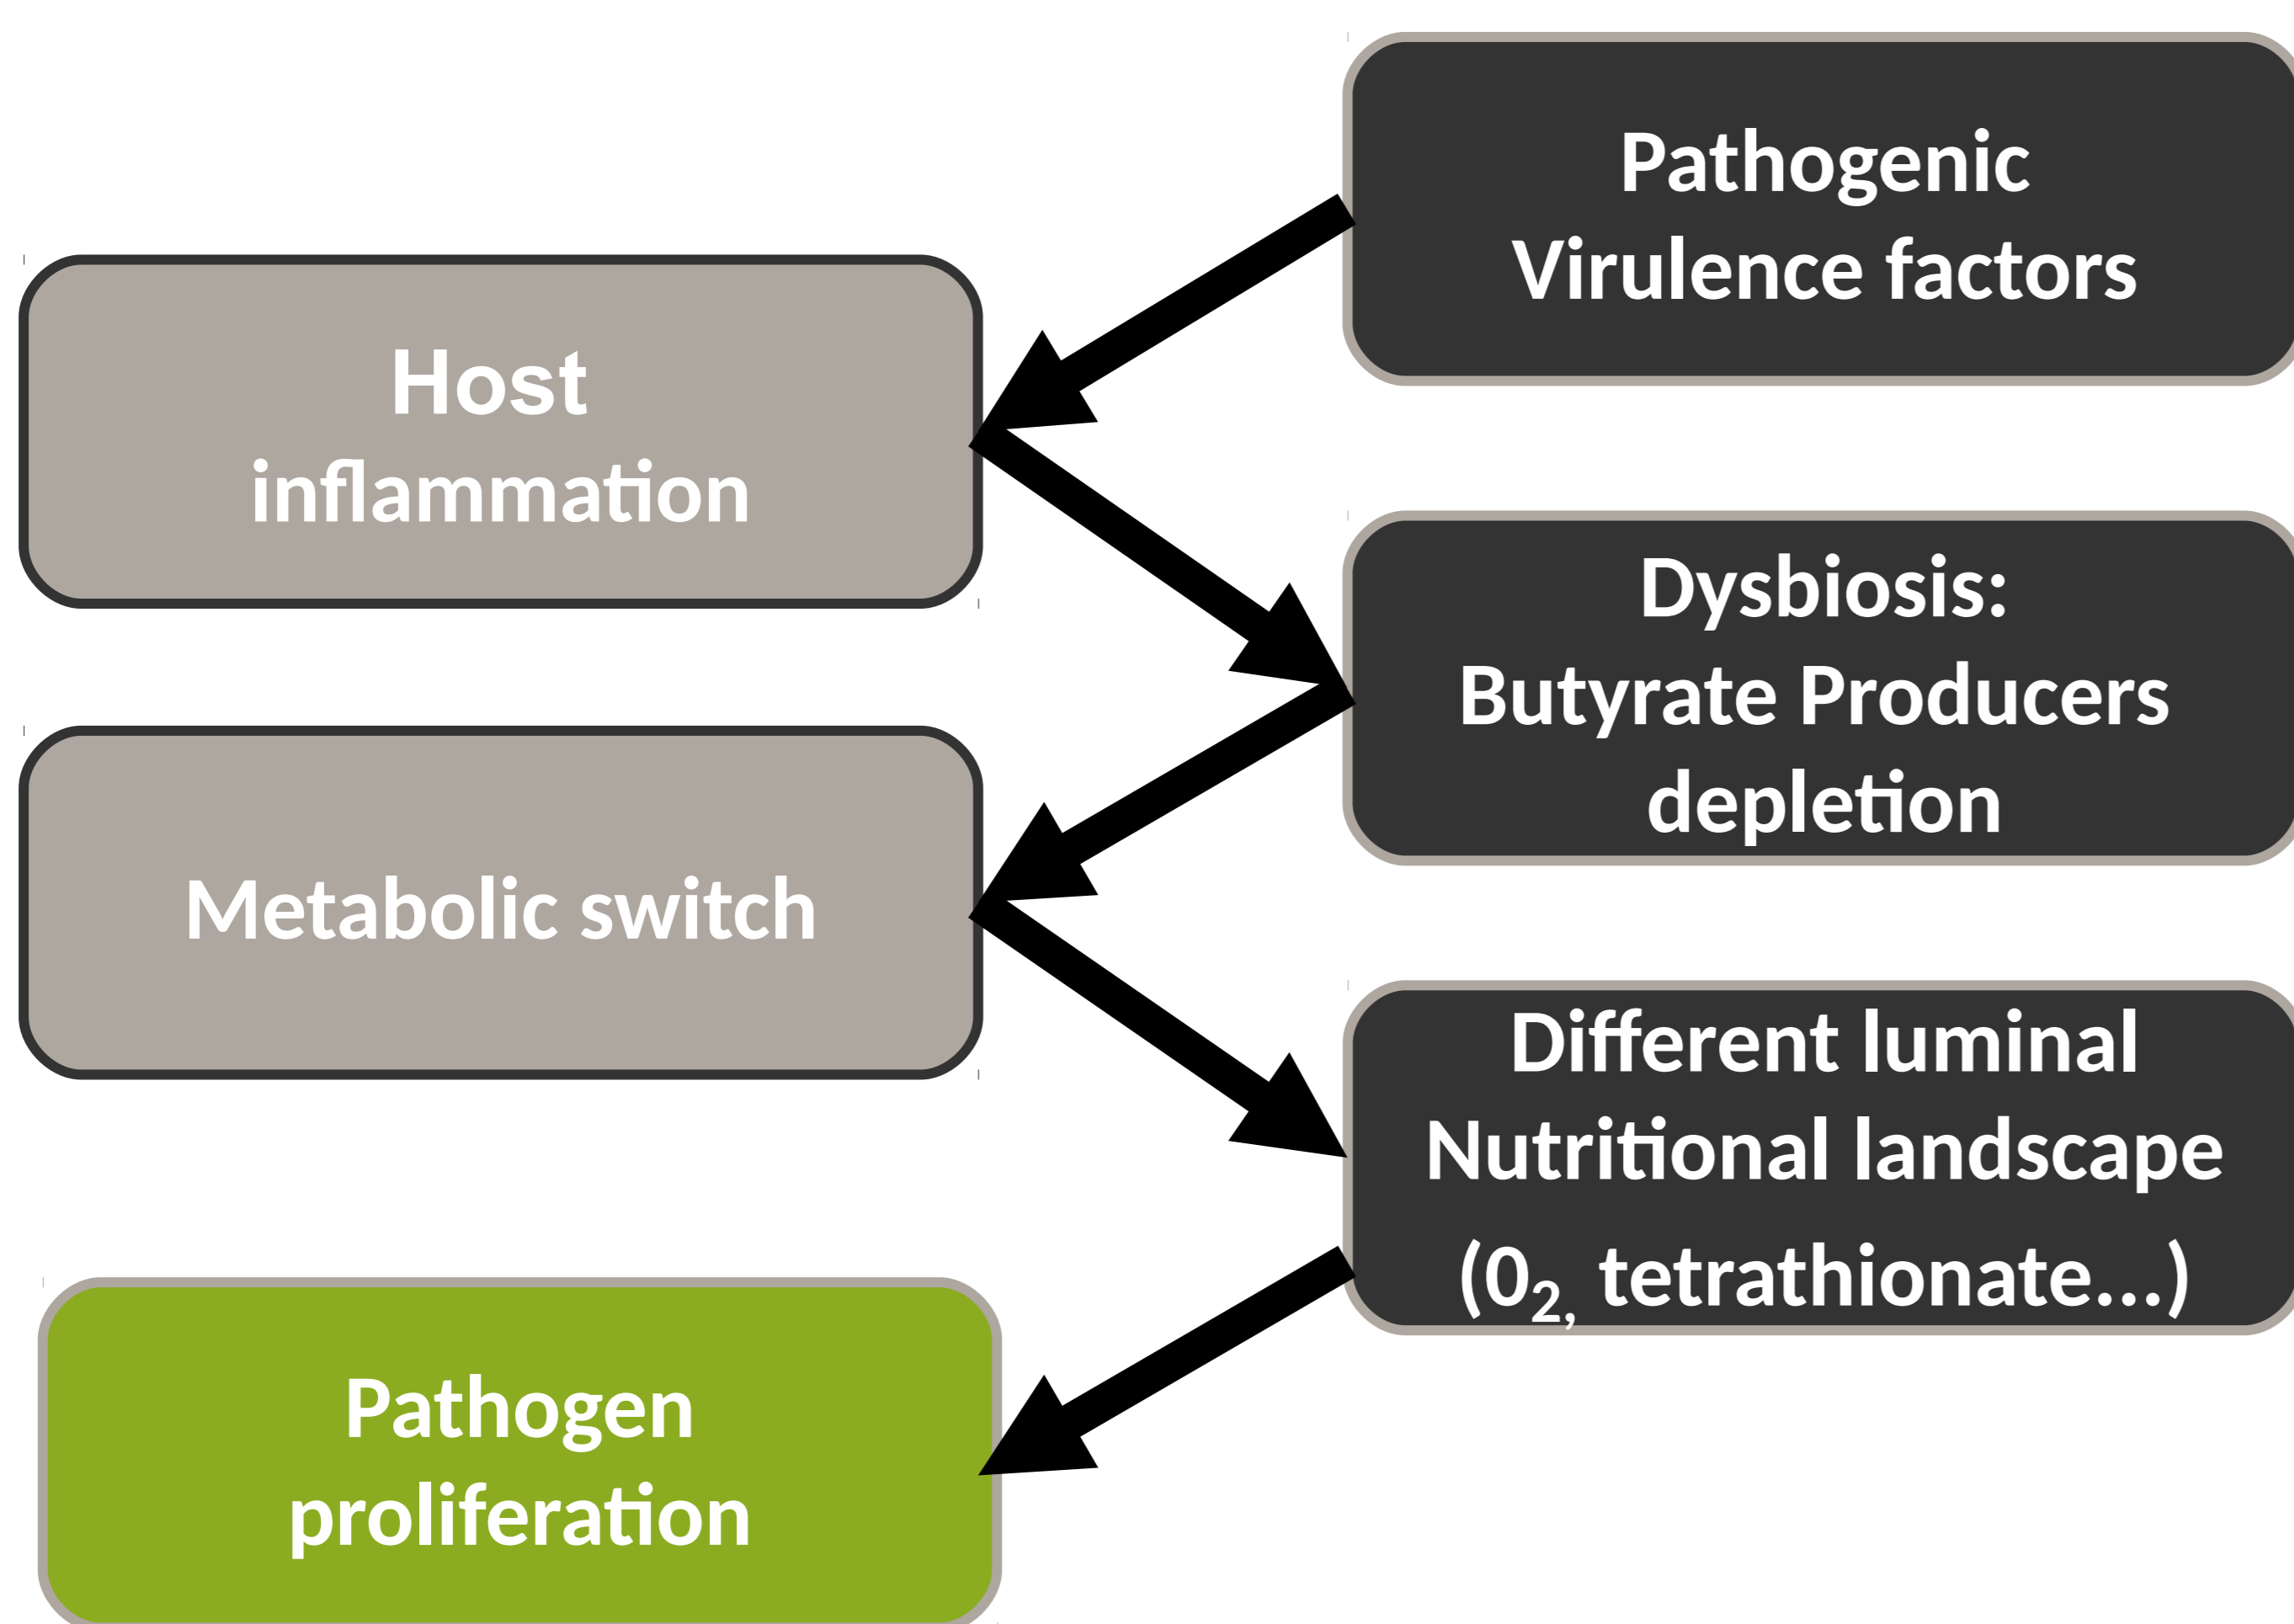 Pathogenic
Virulence factors
Host
inflammation
Dysbiosis:
Butyrate Producers
depletion
Metabolic switch
Different luminal
Nutritional landscape
(0₂, tetrathionate...)
Pathogen
proliferation